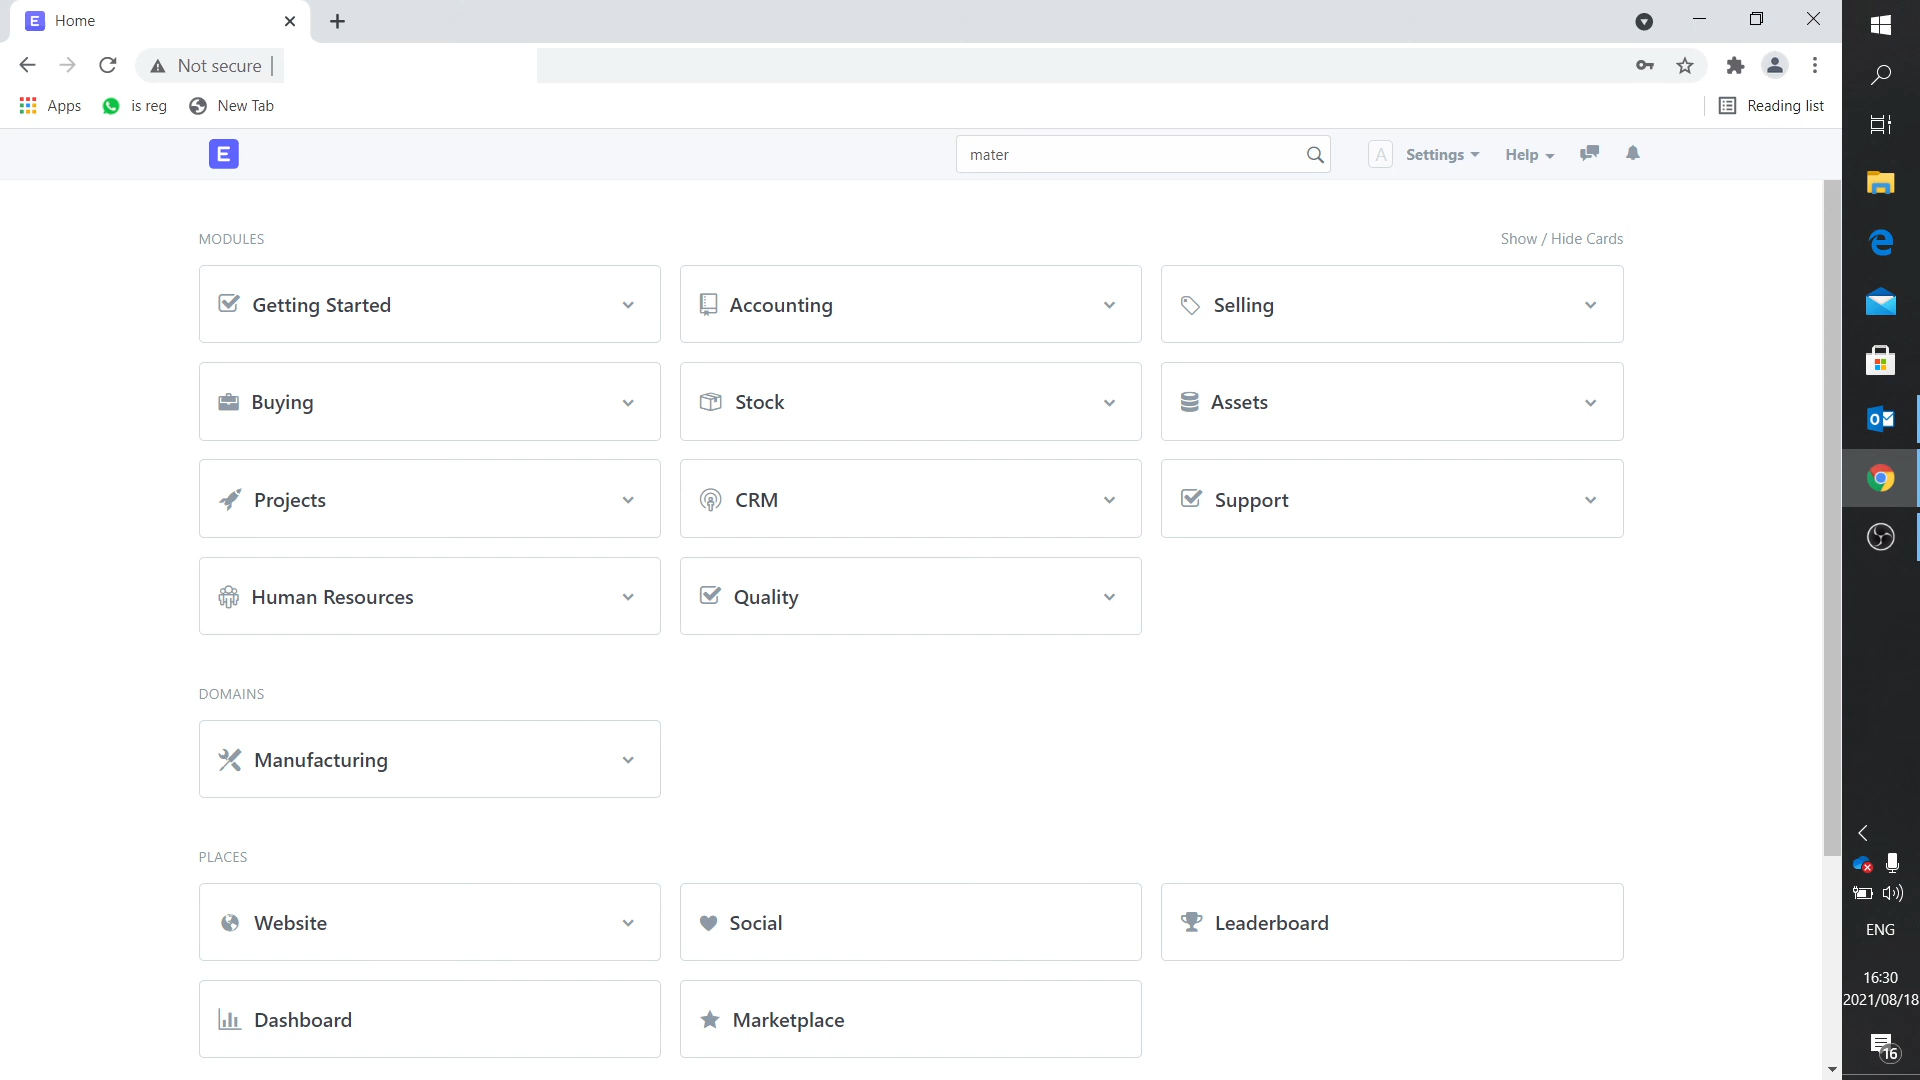 E Home
Not secure
Apps is reg New Tab Reading list
E mater A Settings Help
MODULES Show / Hide Cards
Getting Started Accounting Selling
Buying Stock Assets
Projects CRM Support
Human Resources Quality
DOMAINS
Manufacturing
PLACES
Website Social Leaderboard
Dashboard Marketplace
ENG
16:30
2021/08/18
16